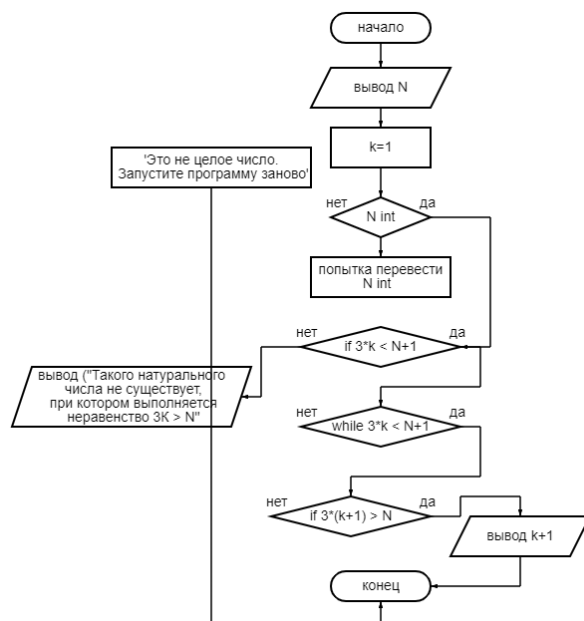 начало
вывод N
k=1
'Это не целое число.
Запустите программу заново'
нет
да
N int
попытка перевести
N int
нет
да
if 3*k < N+1
вывод ("Такого натурального
числа не существует,
при котором выполняется
неравенство 3К > N"
нет
да
while 3*k < N+1
нет
да
if 3*(k+1) > N
вывод k+1
конец